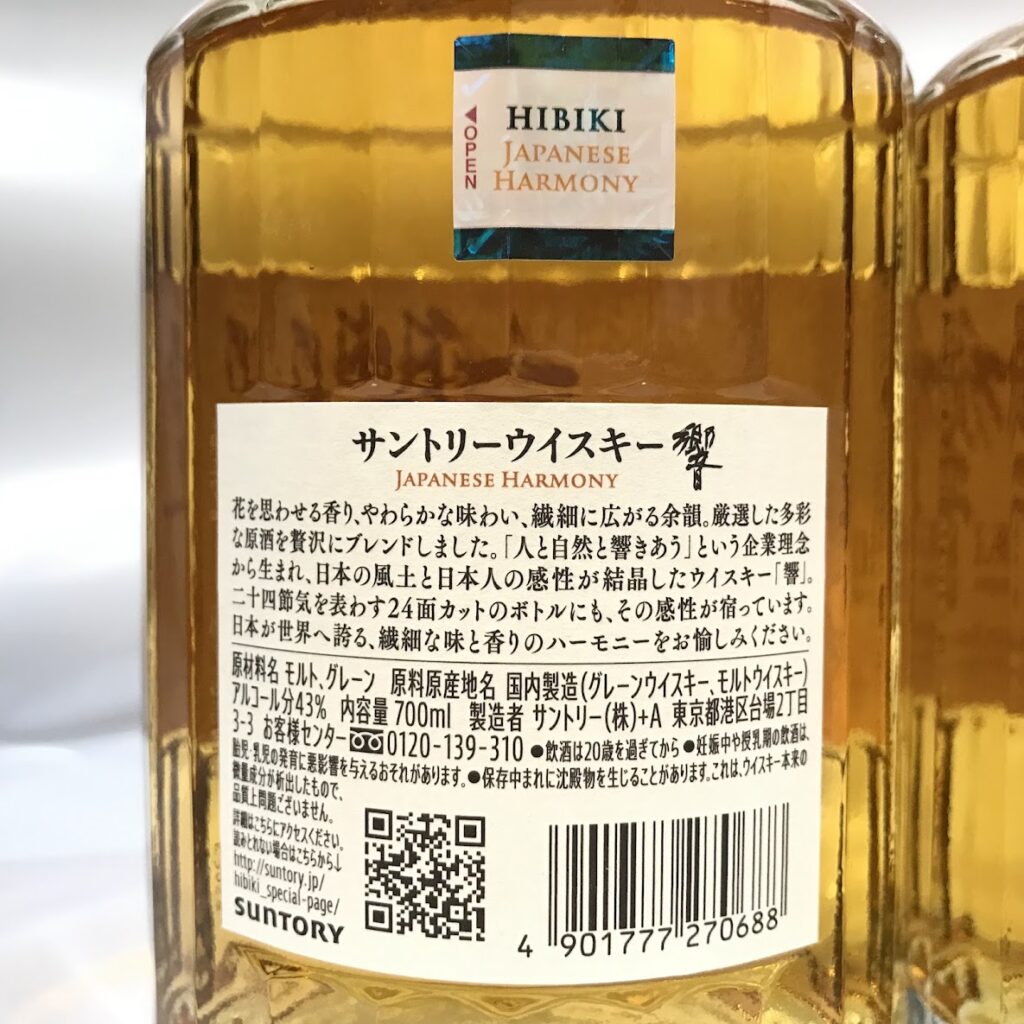 ◀OPEN
HIBIKI
JAPANESE
HARMONY
サントリーウイスキー 響
JAPANESE HARMONY
花を思わせる香り、やわらかな味わい、繊細に広がる余韻。厳選した多彩
な原酒を贅沢にブレンドしました。「人と自然と響きあう」という企業理念
から生まれ、日本の風土と日本人の感性が結晶したウイスキー「響」。
二十四節気を表わす24面カットのボトルにも、その感性が宿っています。
日本が世界へ誇る、繊細な味と香りのハーモニーをお愉しみください。
原材料名 モルト、グレーン 原料原産地名 国内製造(グレーンウイスキー、モルトウイスキー)
アルコール分43% 内容量 700ml 製造者 サントリー(株)+A 東京都港区台場2丁目
3-3 お客様センター 0120-139-310 ●飲酒は20歳を過ぎてから ●妊娠中や授乳期の飲酒は、
胎児・乳児の発育に悪影響を与えるおそれがあります。●保存中まれに沈殿物を生じることがあります。これは、ウイスキー本来の
微量成分が析出したもので、
品質上問題ございません。
詳細はこちらにアクセスください。
読みとれない場合はこちらから↓
http://suntory.jp/
hibiki_special-page/
SUNTORY
4 901777 270688